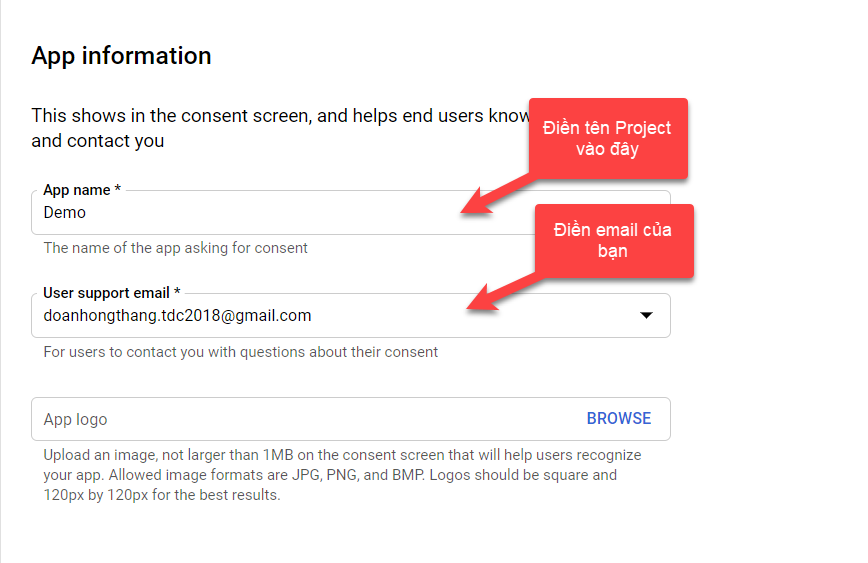 App information
This shows in the consent screen, and helps end users know
and contact you
Điền tên Project
vào đây
App name *
Demo
The name of the app asking for consent
Điền email của
bạn
User support email *
doanhongthang.tdc2018@gmail.com
For users to contact you with questions about their consent
App logo
BROWSE
Upload an image, not larger than 1MB on the consent screen that will help users recognize
your app. Allowed image formats are JPG, PNG, and BMP. Logos should be square and
120px by 120px for the best results.